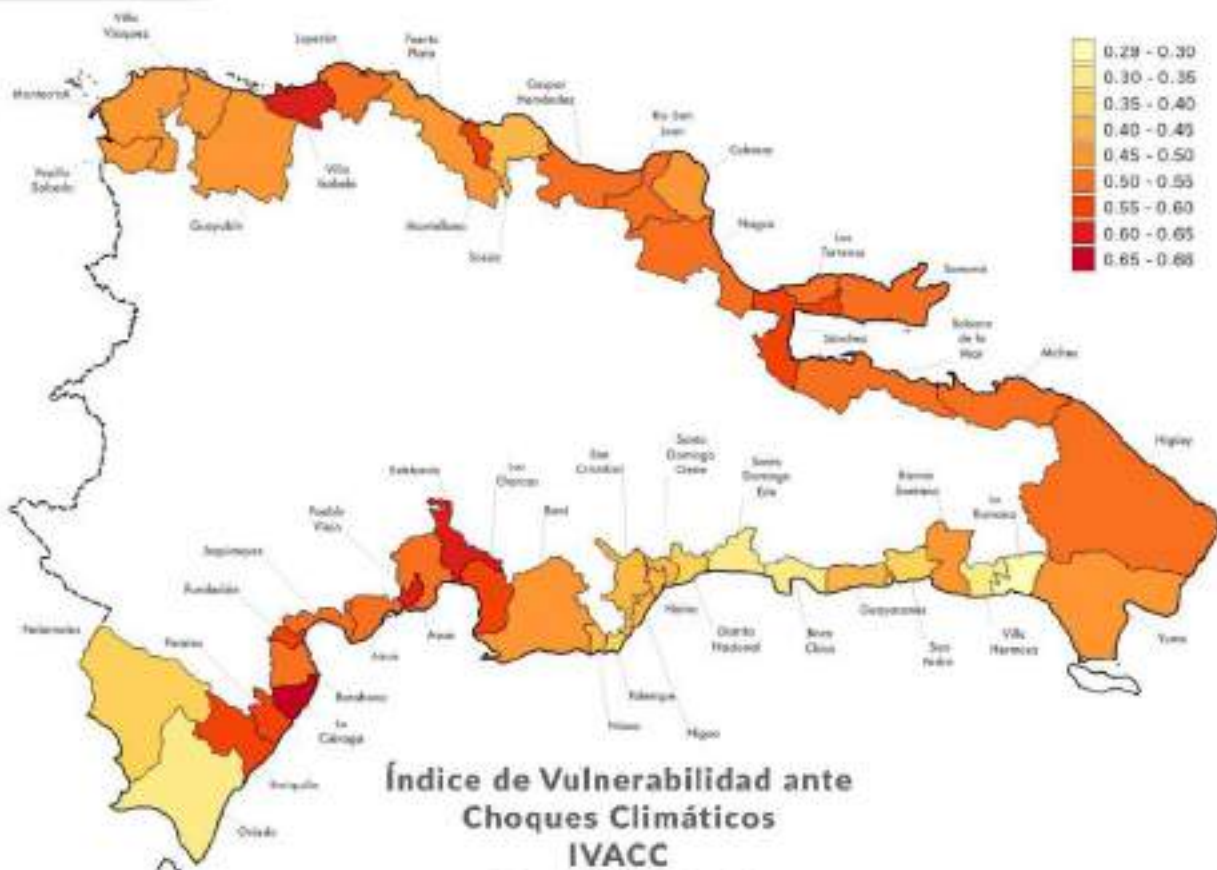 Villa
Vásquez
Luperón
Puerto
Plata
Gaspar
Hernández
Montecristi
Río San
Juan
Cabrera
0.29 - 0.30
0.30 - 0.35
0.35 - 0.40
0.40 - 0.45
0.45 - 0.50
0.50 - 0.55
0.55 - 0.60
0.60 - 0.65
0.65 - 0.66
Pepillo
Salcedo
Villa
Isabela
Guayubín
Montellano
Sosúa
Nagua
Las
Terrenas
Samaná
Sánchez
Sabana
de la
Mar
Miches
Higüey
Estebanía
Las
Charcas
San
Cristóbal
Santo
Domingo
Oeste
Santo
Domingo
Este
Ramón
Santana
La
Romana
Pueblo
Viejo
Baní
Fundación
Pedernales
Paraíso
Azua
Haina
Distrito
Nacional
Boca
Chica
Guayacanes
San
Pedro
Villa
Hermosa
Yuma
Barahona
La
Ciénaga
Palenque
Nizao
Nigua
Enriquillo
Oviedo
Índice de Vulnerabilidad ante
Choques Climáticos
IVACC